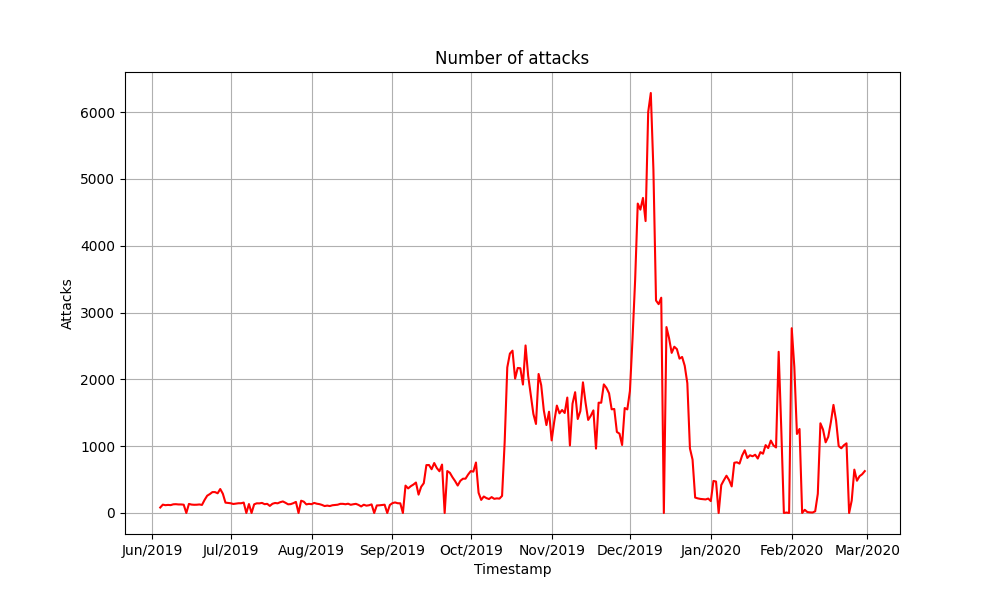 Number of attacks
6000
5000
4000
3000
2000
1000
0
Attacks
Jun/2019 Jul/2019 Aug/2019 Sep/2019 Oct/2019 Nov/2019 Dec/2019 Jan/2020 Feb/2020 Mar/2020
Timestamp